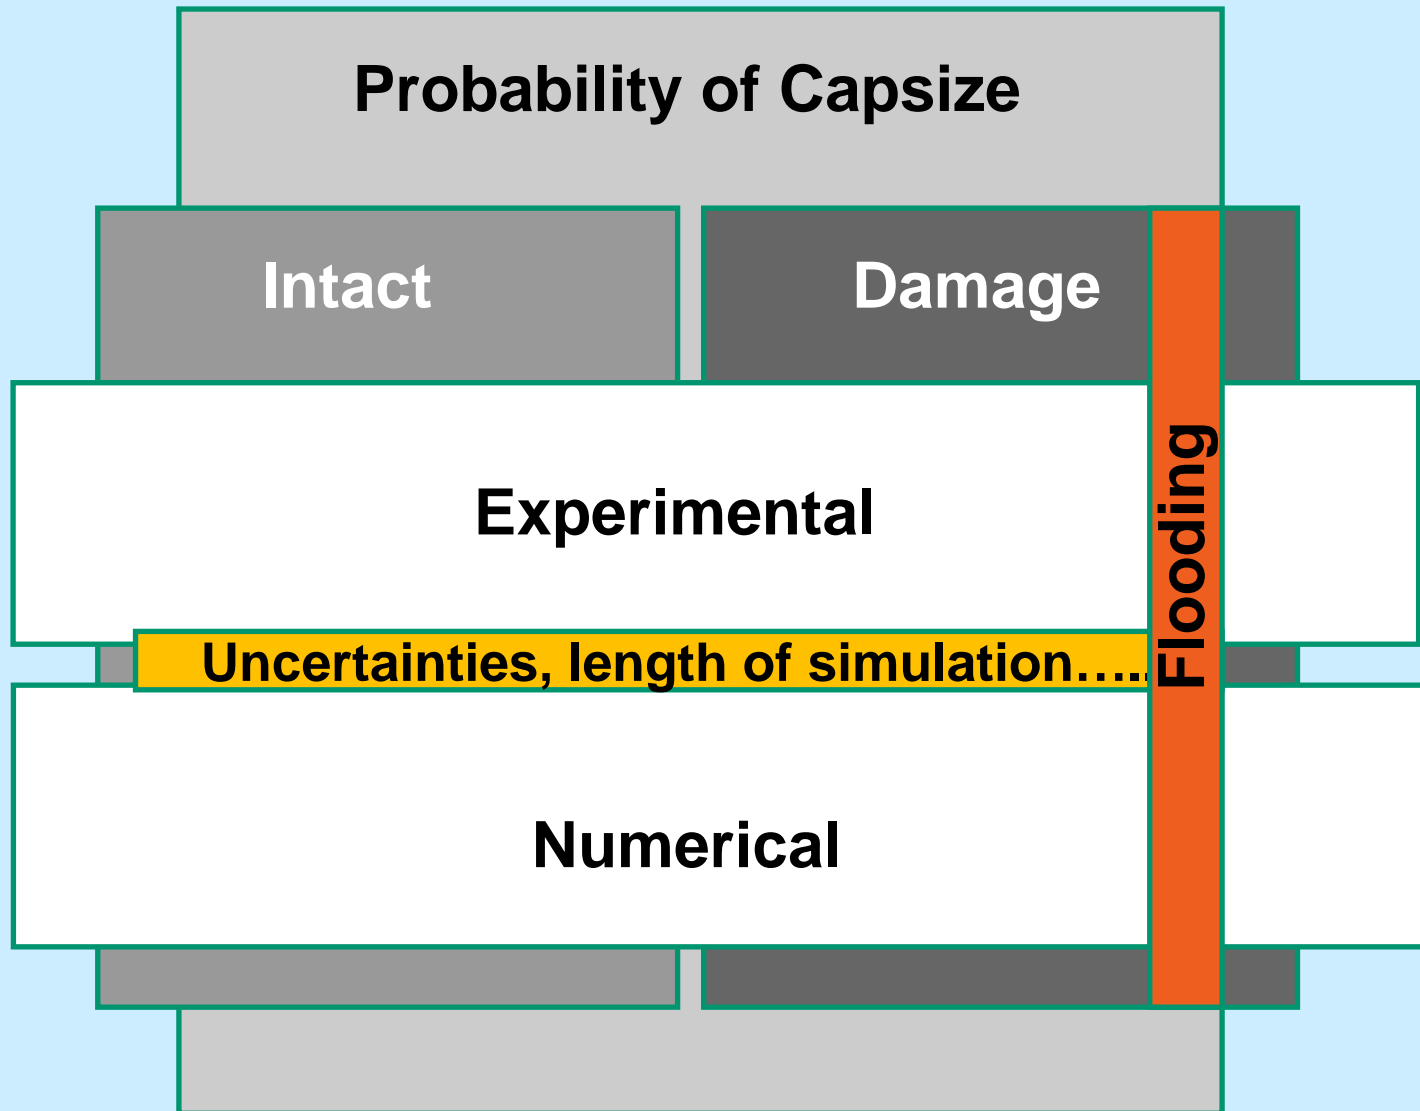 Probability of Capsize
Intact
Damage
Experimental
Flooding
Uncertainties, length of simulation…..
Numerical